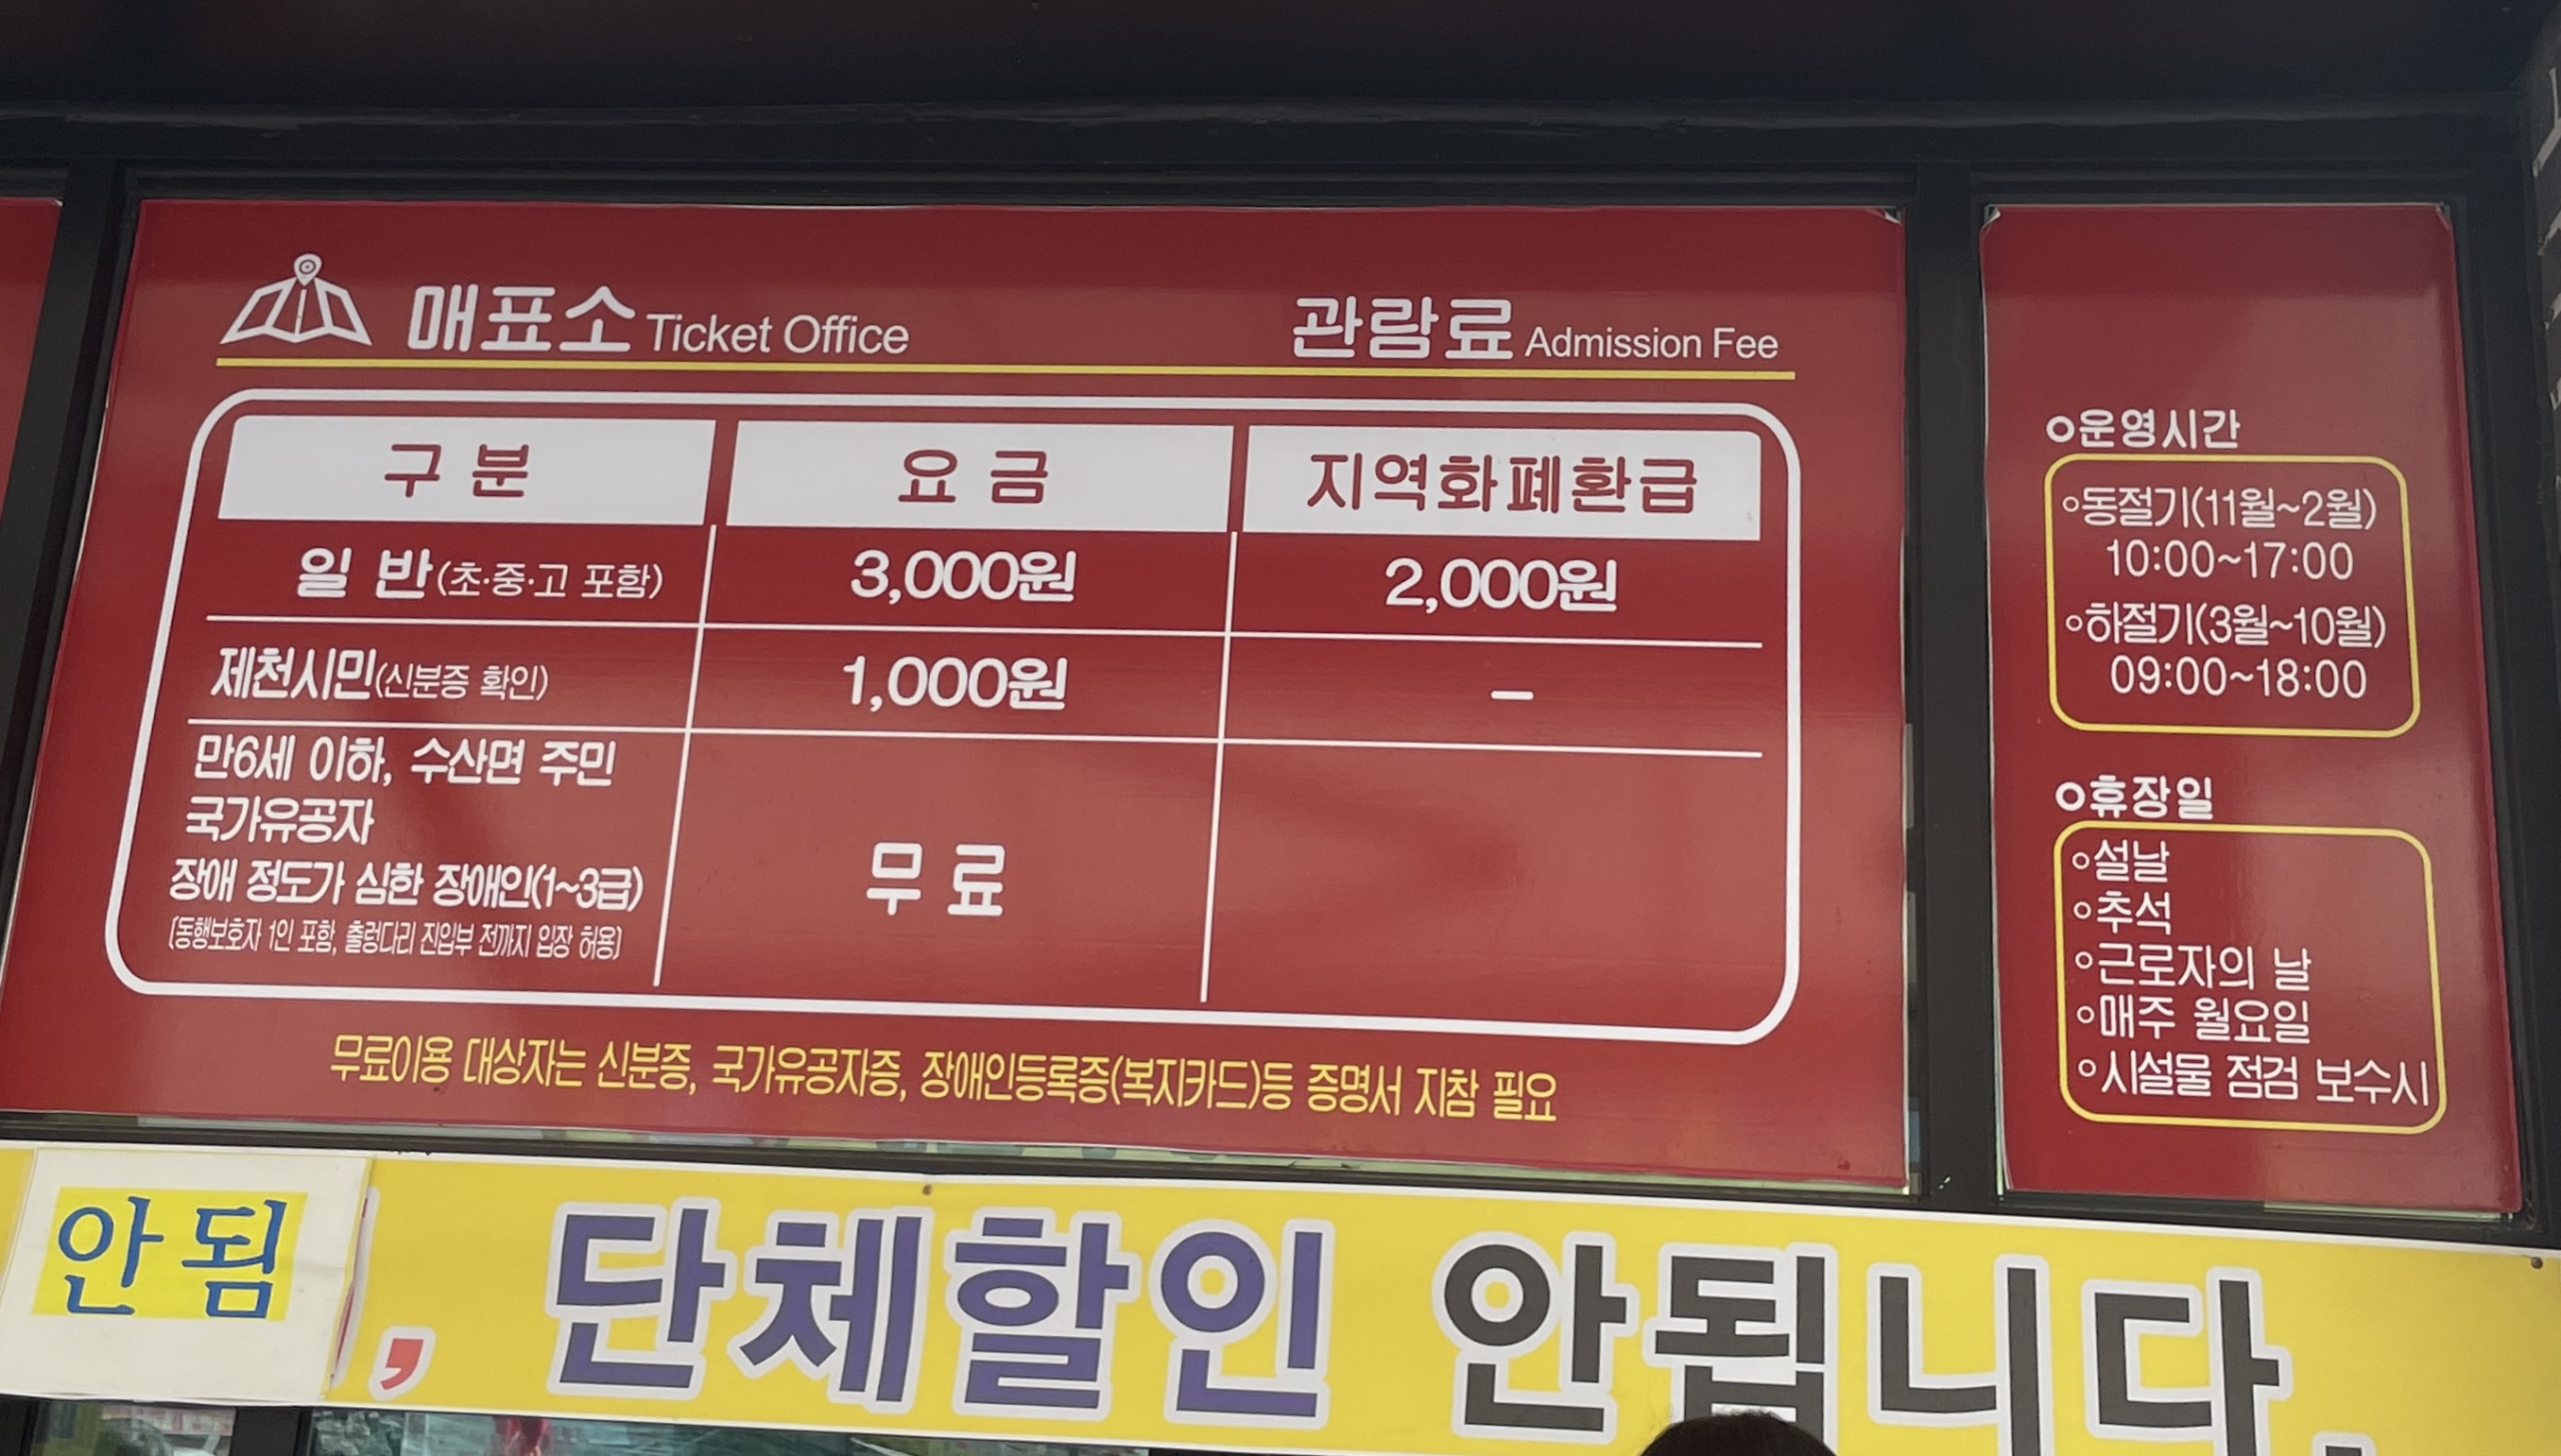 매표소 Ticket Office 관람료 Admission Fee
구분 요금 지역화폐환급
일반(초·중·고 포함) 3,000원 2,000원
제천시민(신분증 확인) 1,000원 –
만6세 이하, 수산면 주민
국가유공자
장애 정도가 심한 장애인(1~3급)
(동행보호자 1인 포함, 출렁다리 진입부 전까지 입장 허용)
무료
무료이용 대상자는 신분증, 국가유공자증, 장애인등록증(복지카드)등 증명서 지참 필요
운영시간
동절기(11월~2월)
10:00~17:00
하절기(3월~10월)
09:00~18:00
휴장일
설날
추석
근로자의 날
매주 월요일
시설물 점검 보수시
안됨, 단체할인 안됩니다.